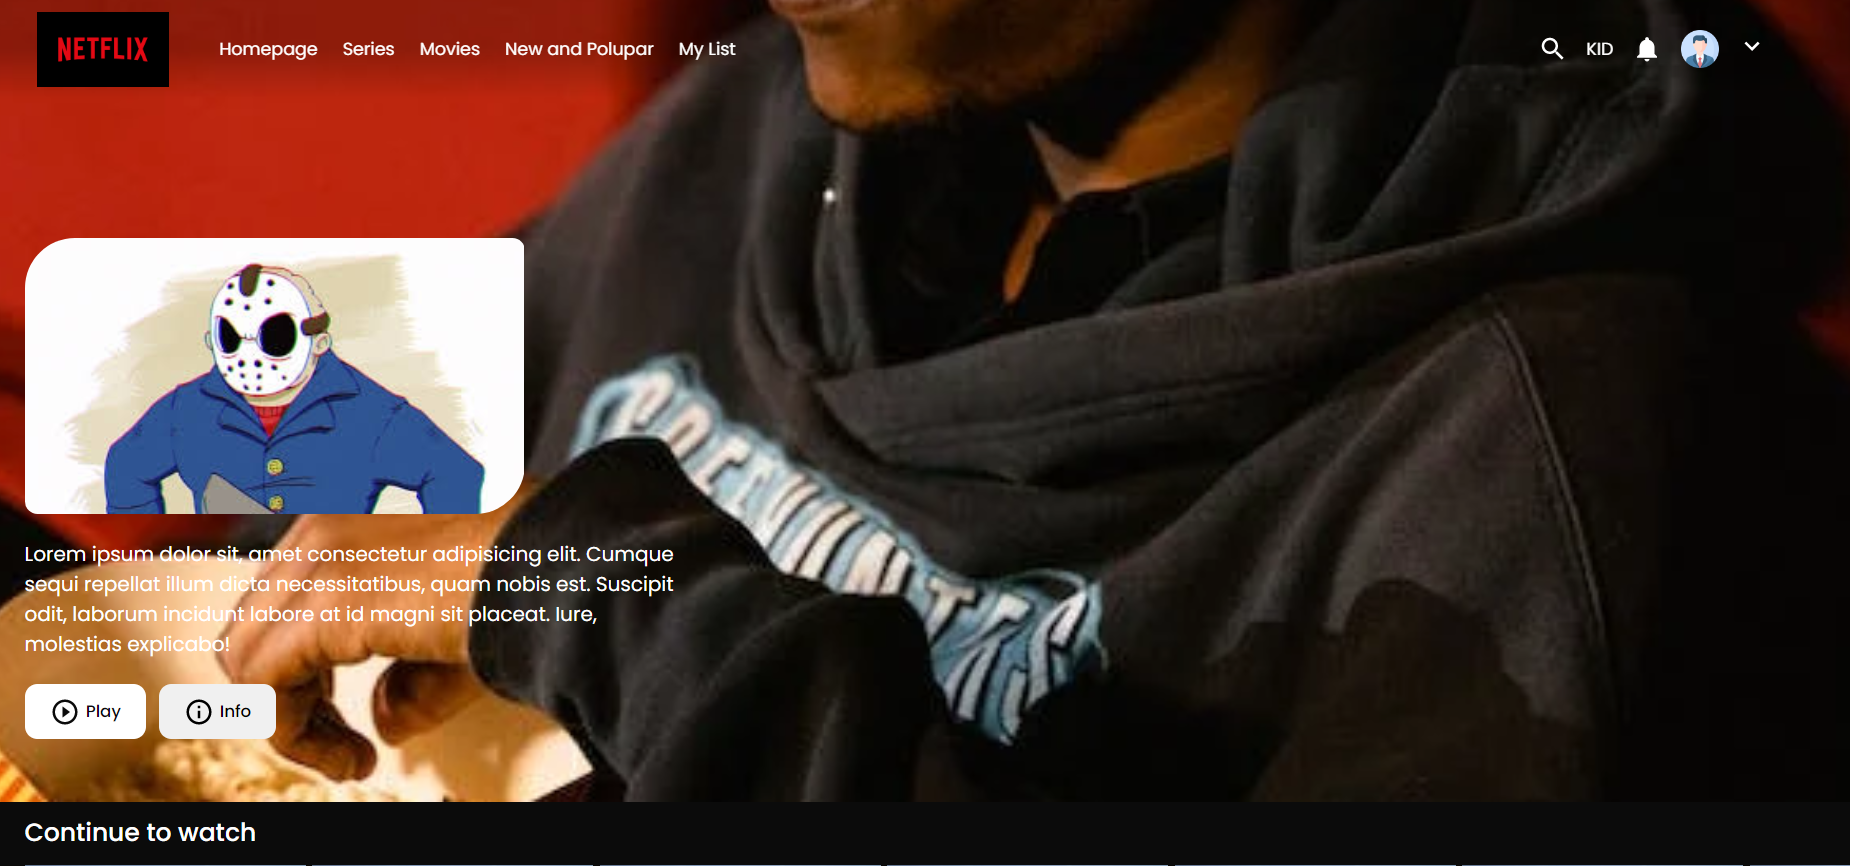 NETFLIX
Homepage Series Movies New and Polupar My List KID
Lorem ipsum dolor sit, amet consectetur adipisicing elit. Cumque
sequi repellat illum dicta necessitatibus, quam nobis est. Suscipit
odit, laborum incidunt labore at id magni sit placeat. Iure,
molestias explicabo!
Play Info
Continue to watch